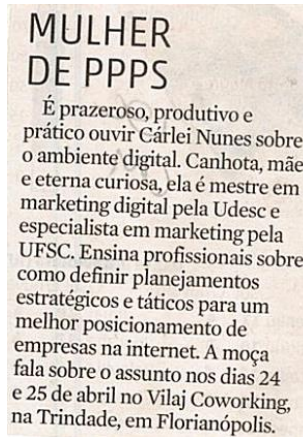 MULHER
DE PPPS
É prazeroso, produtivo e
prático ouvir Cárlei Nunes sobre
o ambiente digital. Canhota, mãe
e eterna curiosa, ela é mestre em
marketing digital pela Udesc e
especialista em marketing pela
UFSC. Ensina profissionais sobre
como definir planejamentos
estratégicos e táticos para um
melhor posicionamento de
empresas na internet. A moça
fala sobre o assunto nos dias 24
e 25 de abril no Vilaj Coworking,
na Trindade, em Florianópolis.